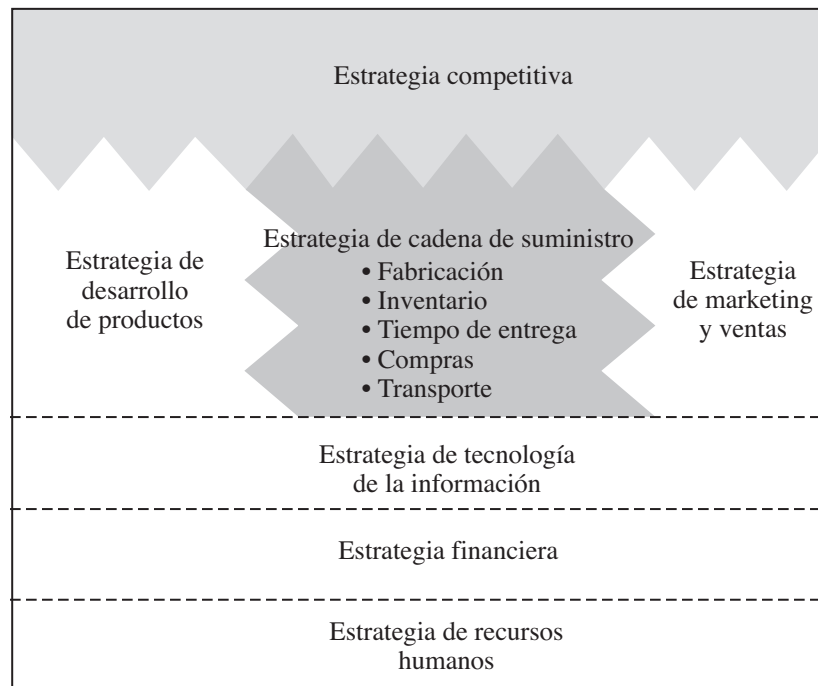 Estrategia competitiva
Estrategia de
desarrollo
de productos
Estrategia de cadena de suministro
• Fabricación
• Inventario
• Tiempo de entrega
• Compras
• Transporte
Estrategia
de marketing
y ventas
Estrategia de tecnología
de la información
Estrategia financiera
Estrategia de recursos
humanos